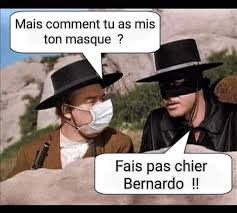 Mais comment tu as mis
ton masque ?
Fais pas chier
Bernardo !!